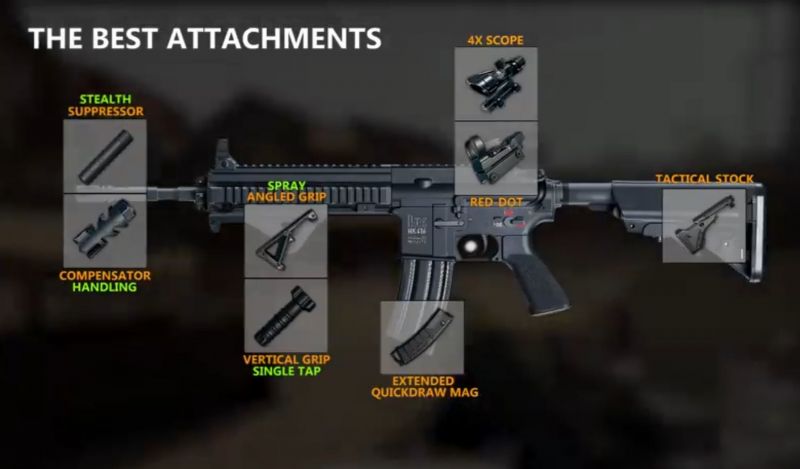 THE BEST ATTACHMENTS
4X SCOPE
STEALTH
SUPPRESSOR
SPRAY
ANGLED GRIP
RED-DOT
TACTICAL STOCK
COMPENSATOR
HANDLING
VERTICAL GRIP
SINGLE TAP
EXTENDED
QUICKDRAW MAG